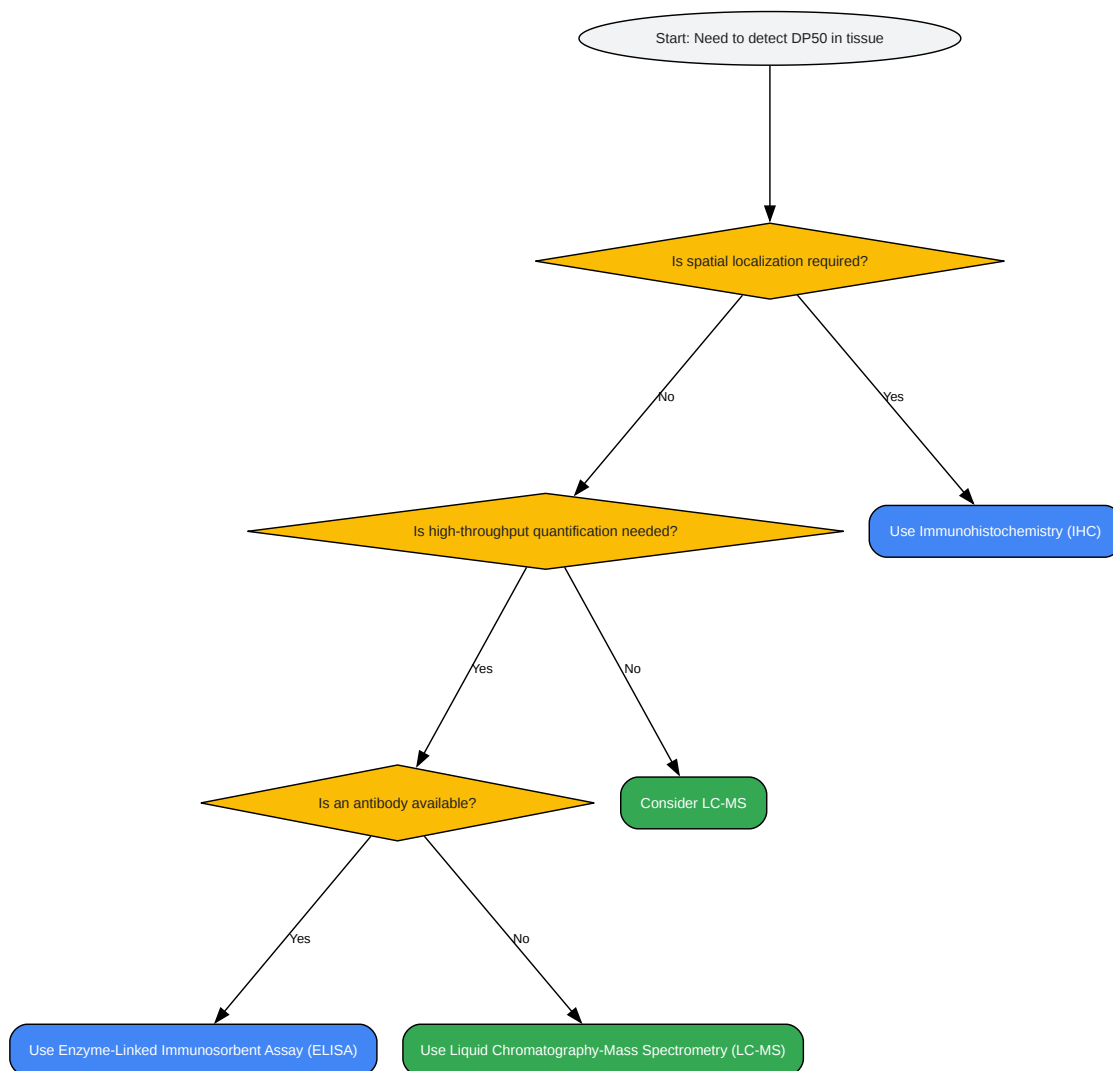 Start: Need to detect DP50 in tissue
Is spatial localization required?
No
Yes
Is high-throughput quantification needed?
Use Immunohistochemistry (IHC)
Yes
No
Is an antibody available?
Consider LC-MS
Yes
No
Use Enzyme-Linked Immunosorbent Assay (ELISA)
Use Liquid Chromatography-Mass Spectrometry (LC-MS)